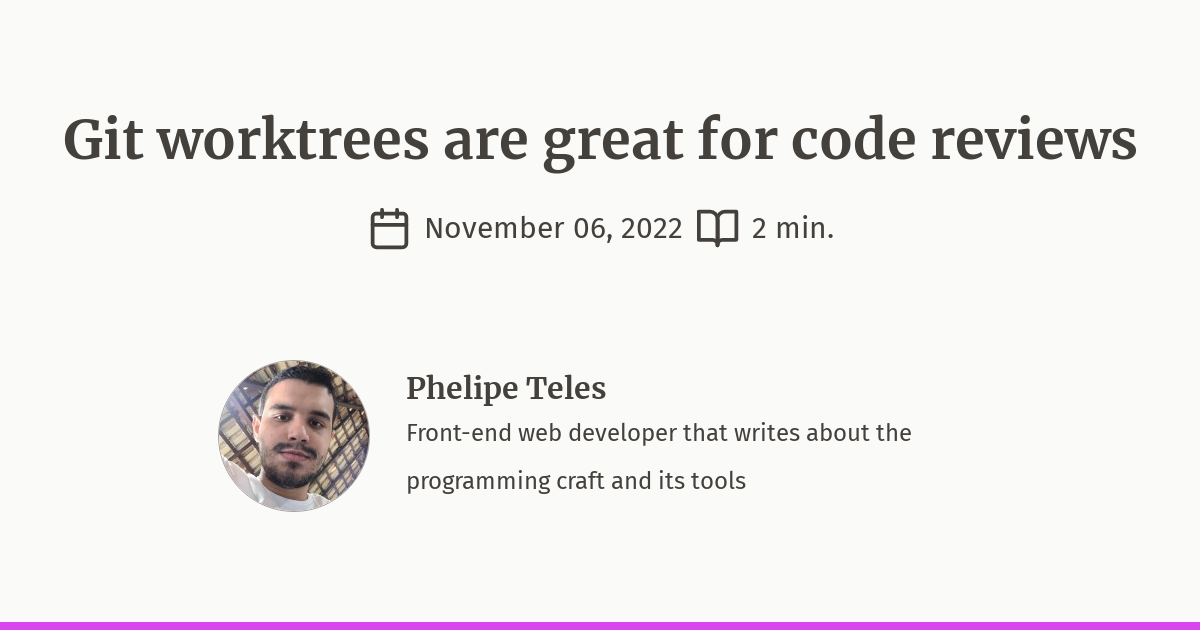 Git worktrees are great for code reviews
November 06, 2022 2 min.
Phelipe Teles
Front-end web developer that writes about the
programming craft and its tools